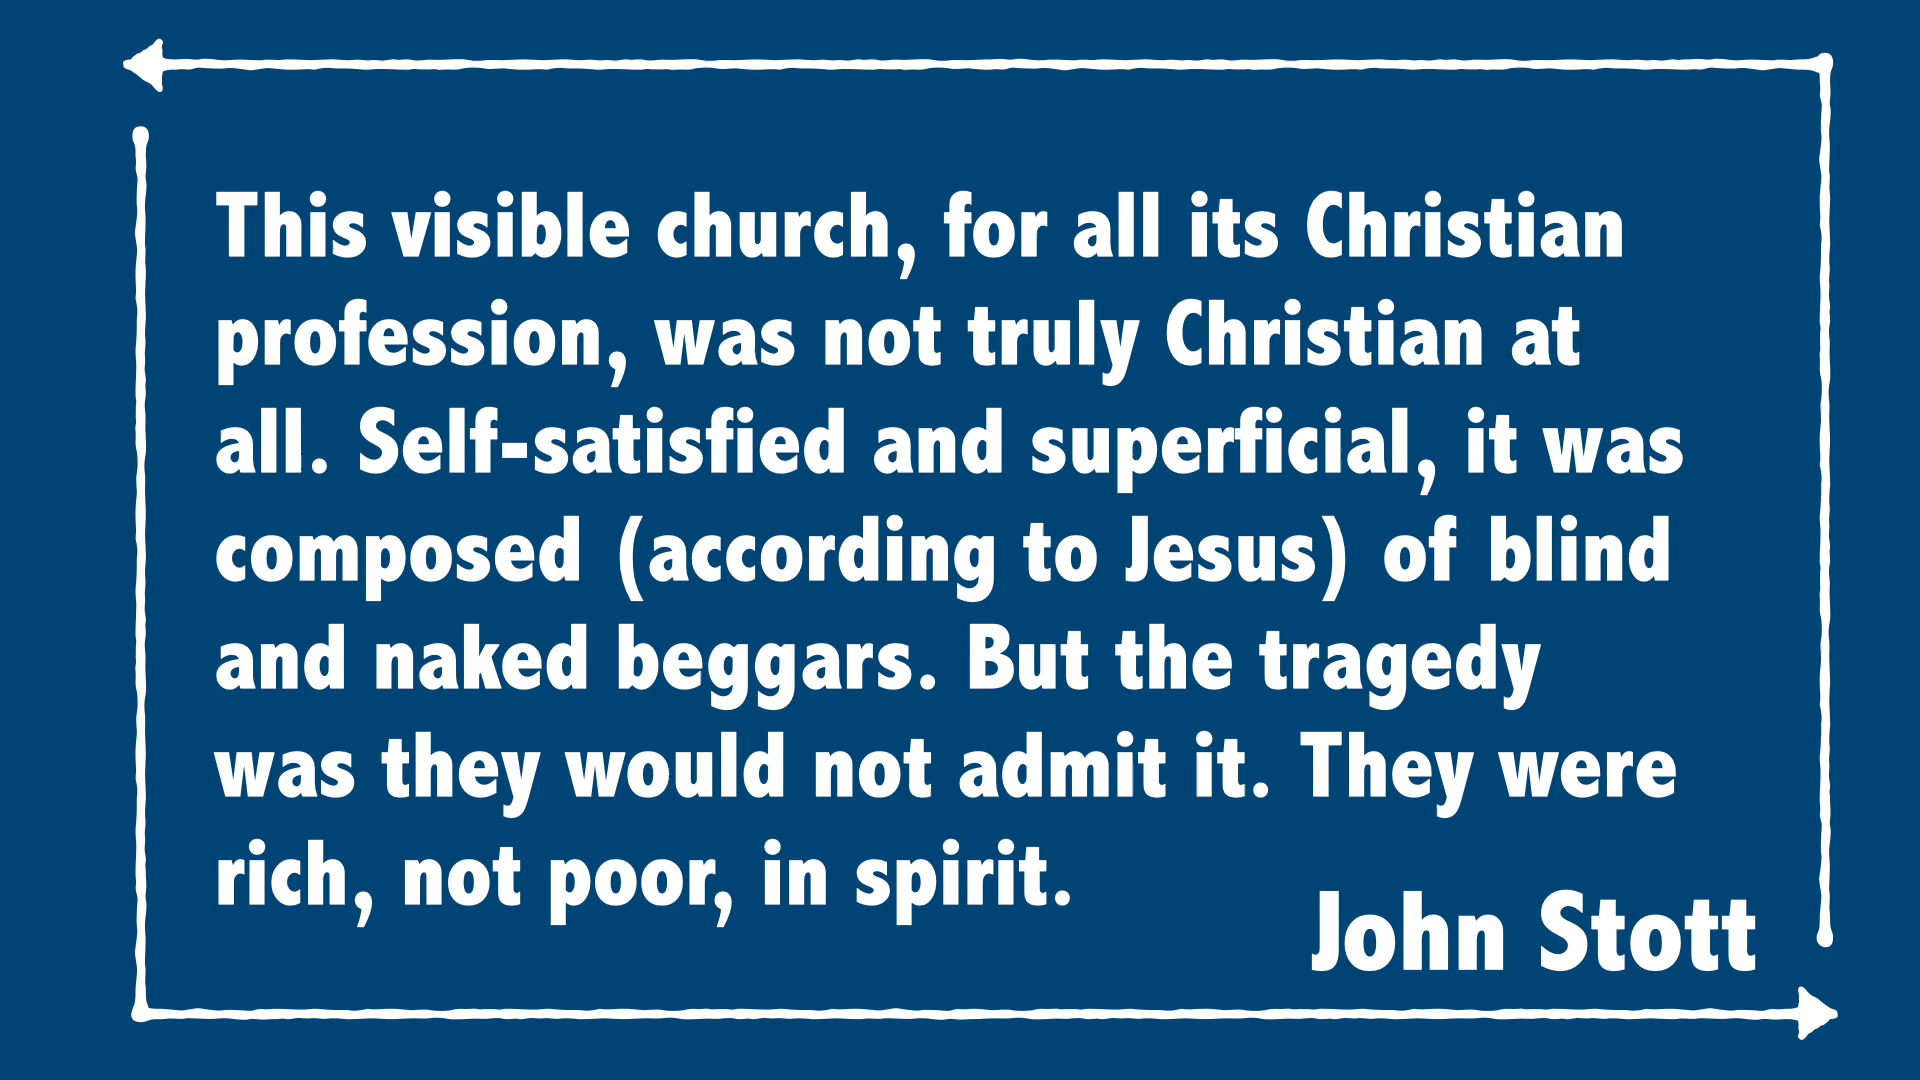 This visible church, for all its Christian
profession, was not truly Christian at
all. Self-satisfied and superficial, it was
composed (according to Jesus) of blind
and naked beggars. But the tragedy
was they would not admit it. They were
rich, not poor, in spirit.
John Stott